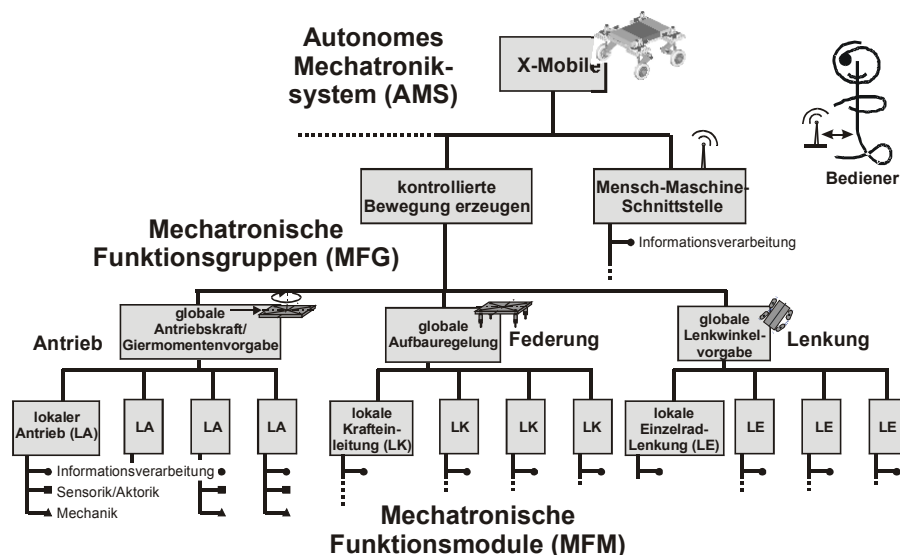 Autonomes
Mechatronik-
system (AMS)
X-Mobile
Bediener
kontrollierte
Bewegung erzeugen
Mensch-Maschine-
Schnittstelle
Informationsverarbeitung
Mechatronische
Funktionsgruppen (MFG)
Antrieb
globale
Antriebskraft/
Giermomentenvorgabe
globale
Aufbauregelung
Federung
globale
Lenkwinkel-
vorgabe
Lenkung
lokaler
Antrieb (LA)
LA
LA
LA
lokale
Krafteinl-
leitung (LK)
LK
LK
LK
lokale
Einzelrad-
Lenkung (LE)
LE
LE
LE
Informationsverarbeitung
Sensorik/Aktorik
Mechanik
Mechatronische
Funktionsmodule (MFM)